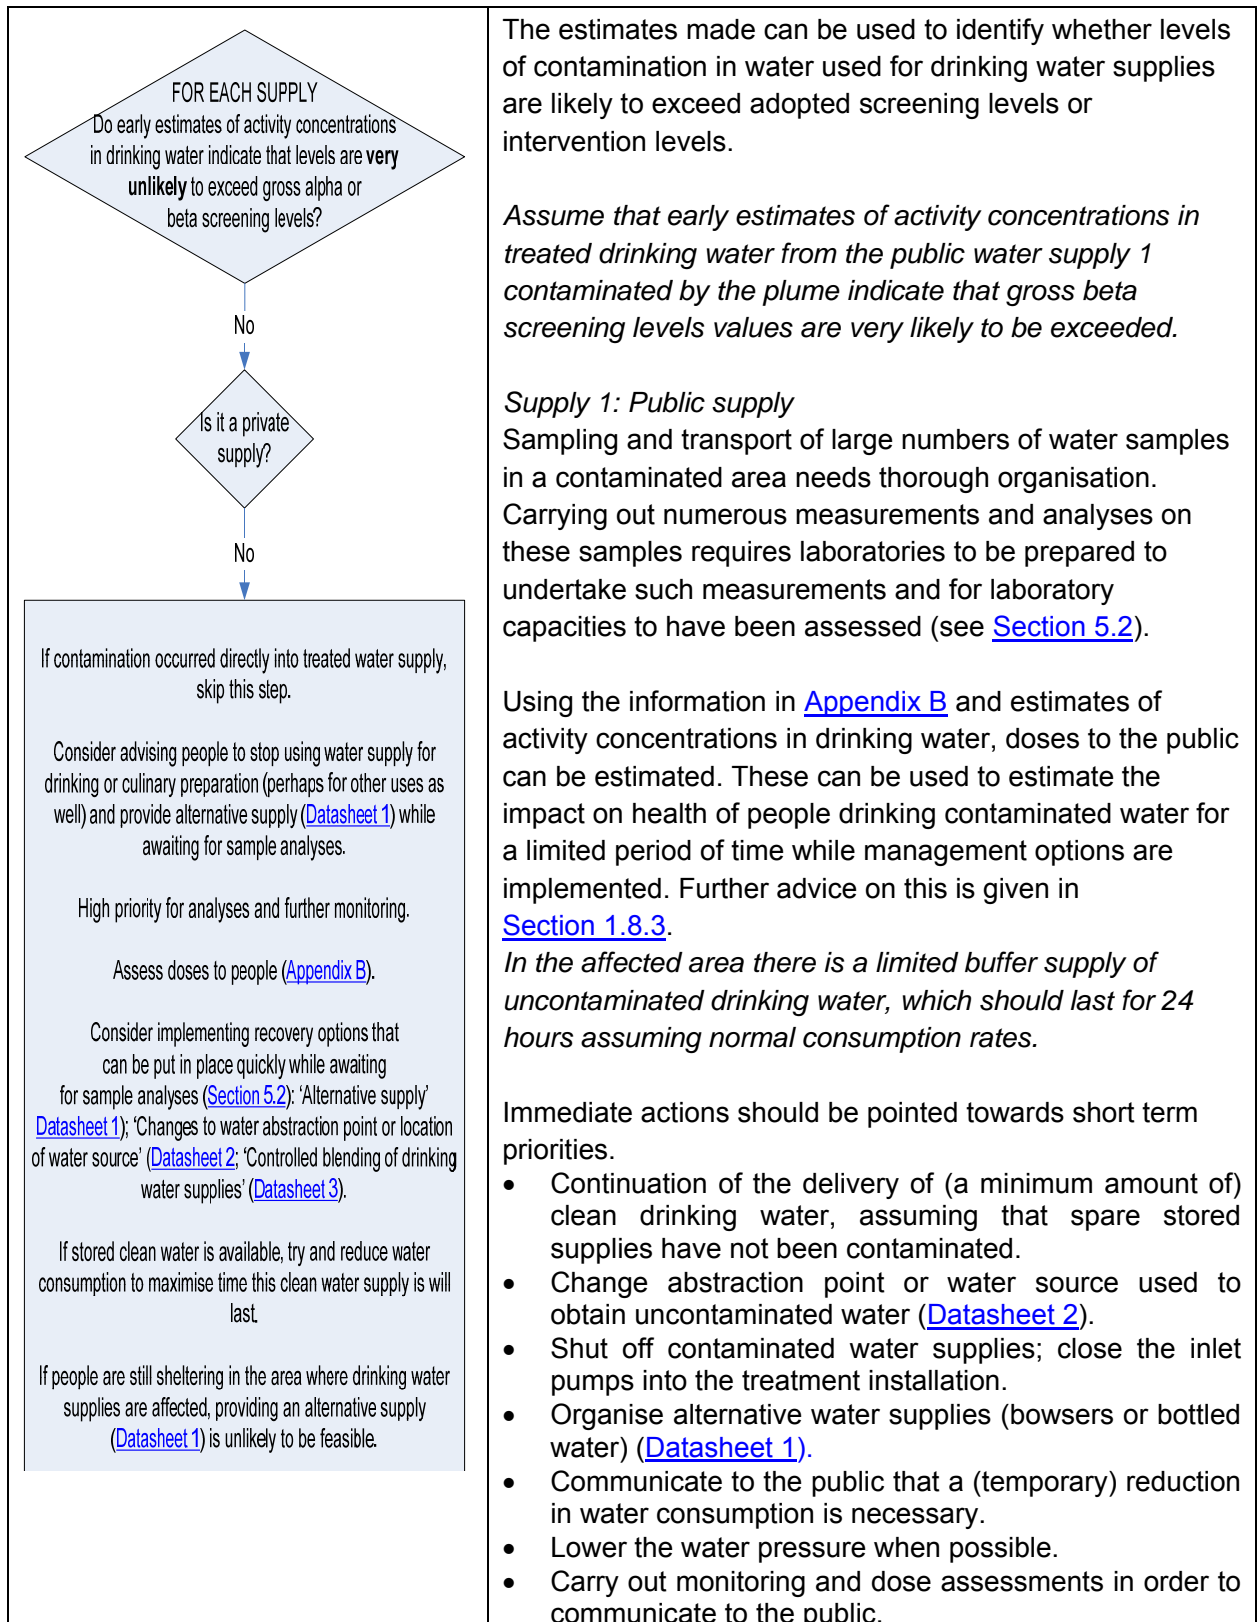 FOR EACH SUPPLY
Do early estimates of activity concentrations
in drinking water indicate that levels are very
unlikely to exceed gross alpha or
beta screening levels?
No
Is it a private
supply?
No
If contamination occurred directly into treated water supply,
skip this step.
Consider advising people to stop using water supply for
drinking or culinary preparation (perhaps for other uses as
well) and provide alternative supply (Datasheet 1) while
awaiting for sample analyses.
High priority for analyses and further monitoring.
Assess doses to people (Appendix B).
Consider implementing recovery options that
can be put in place quickly while awaiting
for sample analyses (Section 5.2): ‘Alternative supply’
Datasheet 1); ‘Changes to water abstraction point or location
of water source’ (Datasheet 2; ‘Controlled blending of drinking
water supplies’ (Datasheet 3).
If stored clean water is available, try and reduce water
consumption to maximise time this clean water supply is will
last.
If people are still sheltering in the area where drinking water
supplies are affected, providing an alternative supply
(Datasheet 1) is unlikely to be feasible.
The estimates made can be used to identify whether levels
of contamination in water used for drinking water supplies
are likely to exceed adopted screening levels or
intervention levels.
Assume that early estimates of activity concentrations in
treated drinking water from the public water supply 1
contaminated by the plume indicate that gross beta
screening levels values are very likely to be exceeded.
Supply 1: Public supply
Sampling and transport of large numbers of water samples
in a contaminated area needs thorough organisation.
Carrying out numerous measurements and analyses on
these samples requires laboratories to be prepared to
undertake such measurements and for laboratory
capacities to have been assessed (see Section 5.2).
Using the information in Appendix B and estimates of
activity concentrations in drinking water, doses to the public
can be estimated. These can be used to estimate the
impact on health of people drinking contaminated water for
a limited period of time while management options are
implemented. Further advice on this is given in
Section 1.8.3.
In the affected area there is a limited buffer supply of
uncontaminated drinking water, which should last for 24
hours assuming normal consumption rates.
Immediate actions should be pointed towards short term
priorities.
• Continuation of the delivery of (a minimum amount of)
clean drinking water, assuming that spare stored
supplies have not been contaminated.
• Change abstraction point or water source used to
obtain uncontaminated water (Datasheet 2).
• Shut off contaminated water supplies; close the inlet
pumps into the treatment installation.
• Organise alternative water supplies (bowsers or bottled
water) (Datasheet 1).
• Communicate to the public that a (temporary) reduction
in water consumption is necessary.
• Lower the water pressure when possible.
• Carry out monitoring and dose assessments in order to
communicate to the public.